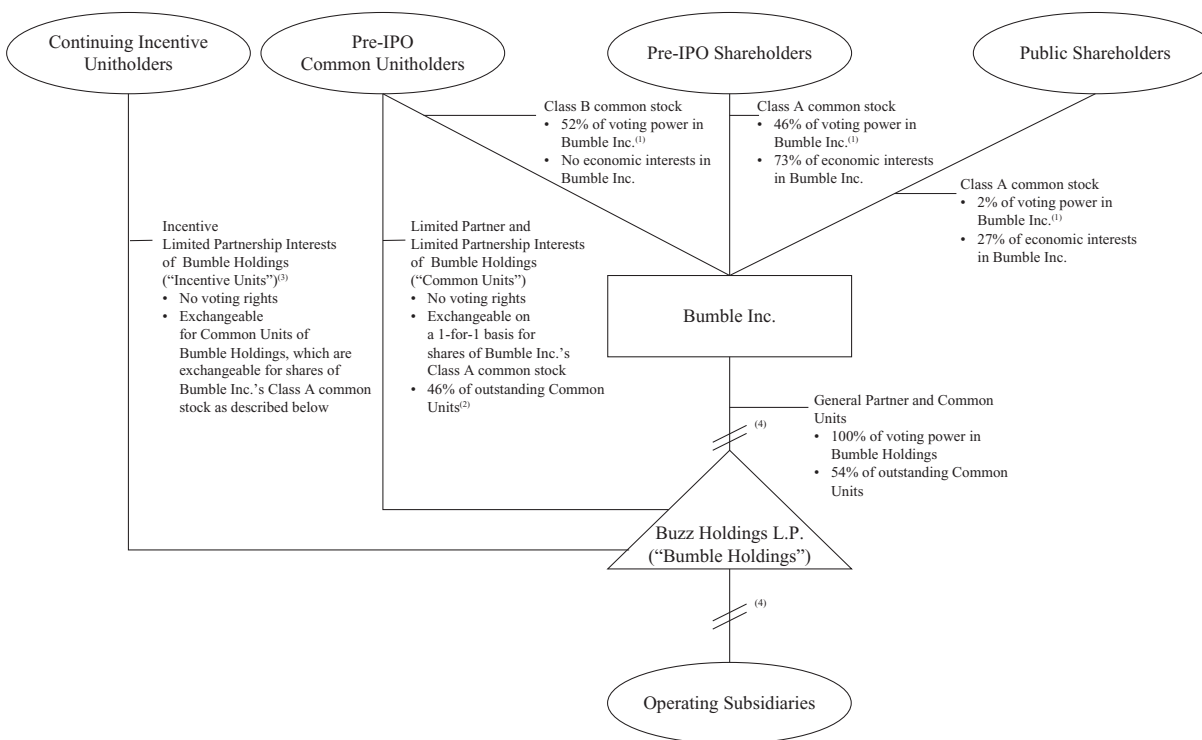 Continuing Incentive
Unitholders
Pre-IPO
Common Unitholders
Pre-IPO Shareholders
Public Shareholders
Class B common stock
• 52% of voting power in
Bumble Inc.(1)
• No economic interests in
Bumble Inc.
Class A common stock
• 46% of voting power in
Bumble Inc.(1)
• 73% of economic interests
in Bumble Inc.
Class A common stock
• 2% of voting power in
Bumble Inc.(1)
• 27% of economic interests
in Bumble Inc.
Incentive
Limited Partnership Interests
of Bumble Holdings
(“Incentive Units”)(3)
• No voting rights
• Exchangeable
for Common Units of
Bumble Holdings, which are
exchangeable for shares of
Bumble Inc.’s Class A common
stock as described below
Limited Partner and
Limited Partnership Interests
of Bumble Holdings
(“Common Units”)
• No voting rights
• Exchangeable on
a 1-for-1 basis for
shares of Bumble Inc.’s
Class A common stock
• 46% of outstanding Common
Units(2)
Bumble Inc.
General Partner and Common
Units
• 100% of voting power in
Bumble Holdings
• 54% of outstanding Common
Units
(4)
Buzz Holdings L.P.
(“Bumble Holdings”)
(4)
Operating Subsidiaries